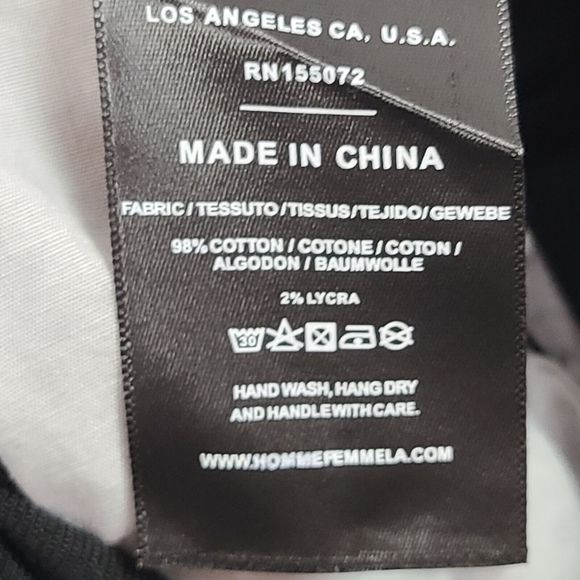 LOS ANGELES CA, U.S.A.
RN155072
MADE IN CHINA
FABRIC/TESSUTO/TISSUS/TEJIDO/GEWEBE
98% COTTON / COTONE / COTON /
ALGODON / BAUMWOLLE
2% LYCRA
30
HAND WASH, HANG DRY
AND HANDLE WITH CARE.
WWW.HOMMEFEMMELA.COM